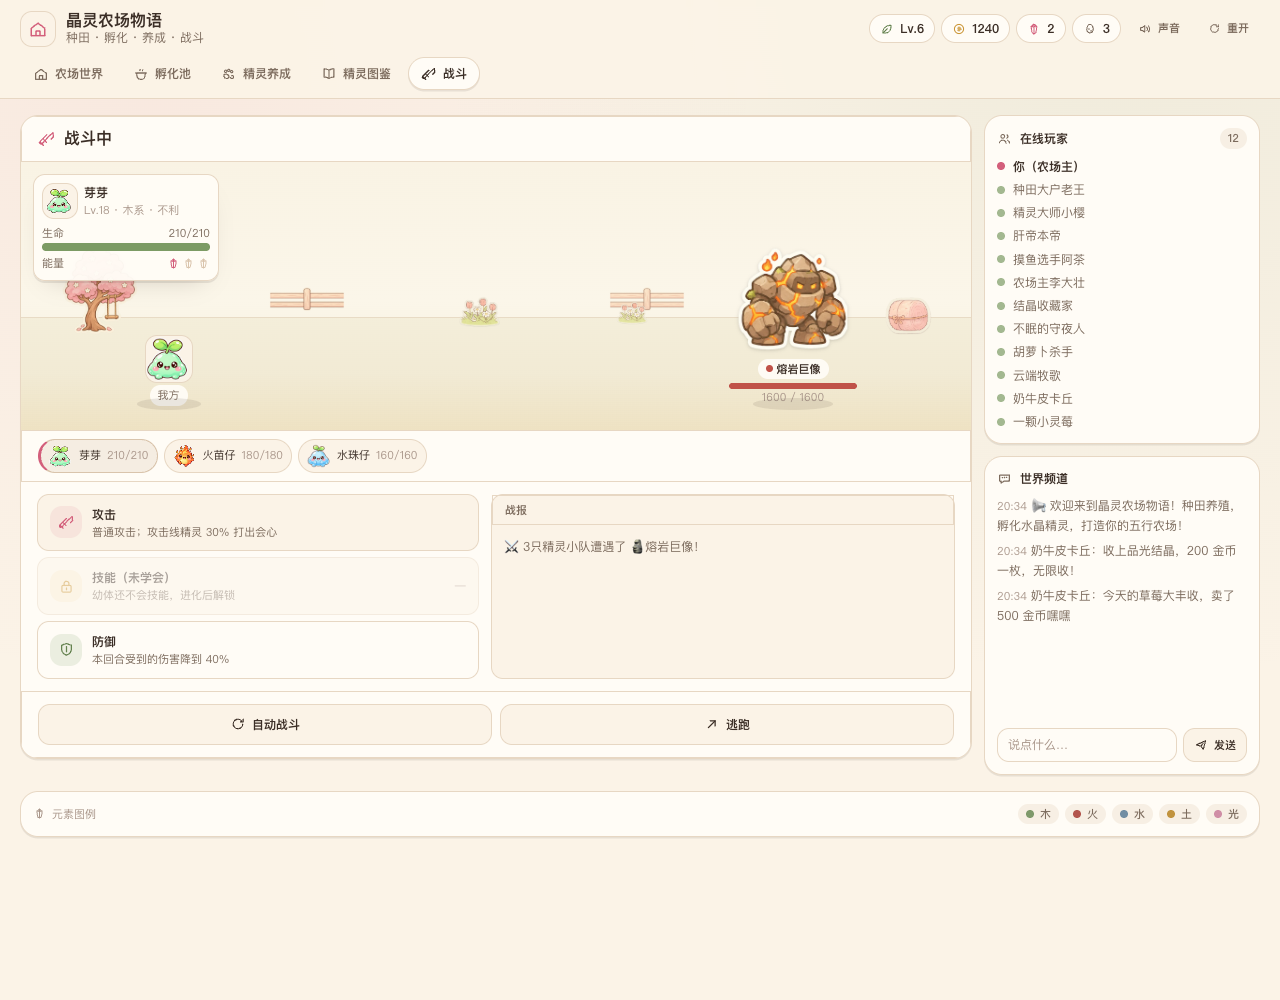 晶灵农场物语
种田 · 孵化 · 养成 · 战斗
Lv.6
1240
2
3
声音
重开
农场世界
孵化池
精灵养成
精灵图鉴
战斗
战斗中
芽芽
Lv.18 · 木系 · 不利
生命 210/210
能量
我方
熔岩巨像
1600 / 1600
芽芽 210/210
火苗仔 180/180
水珠仔 160/160
攻击
普通攻击；攻击线精灵 30% 打出会心
技能（未学会）
幼体还不会技能，进化后解锁
—
防御
本回合受到的伤害降到 40%
战报
⚔️ 3只精灵小队遭遇了 🗿熔岩巨像！
自动战斗
逃跑
在线玩家
12
你（农场主）
种田大户老王
精灵大师小樱
肝帝本帝
摸鱼选手阿茶
农场主李大壮
结晶收藏家
不眠的守夜人
胡萝卜杀手
云端牧歌
奶牛皮卡丘
一颗小灵莓
世界频道
20:34 📢 欢迎来到晶灵农场物语！种田养殖，
孵化水晶精灵，打造你的五行农场！
20:34 奶牛皮卡丘：收上品光结晶，200 金币
一枚，无限收！
20:34 奶牛皮卡丘：今天的草莓大丰收，卖了
500 金币嘿嘿
说点什么…
发送
元素图例
木
火
水
土
光